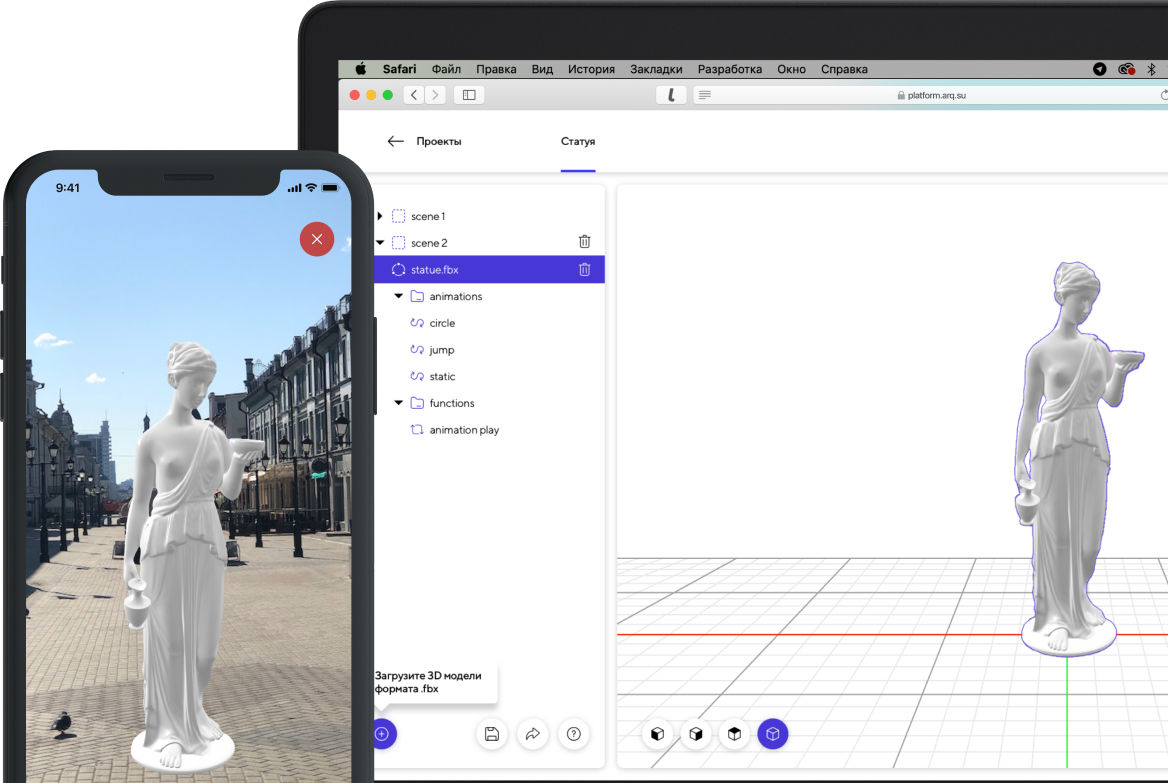 Safari Файл Правка Вид История Закладки Разработка Окно Справка
platform.arq.su
Проекты Статуя
9:41
scene 1
scene 2
statue.fbx
animations
circle
jump
static
functions
animation play
Загрузите 3D модели
формата .fbx